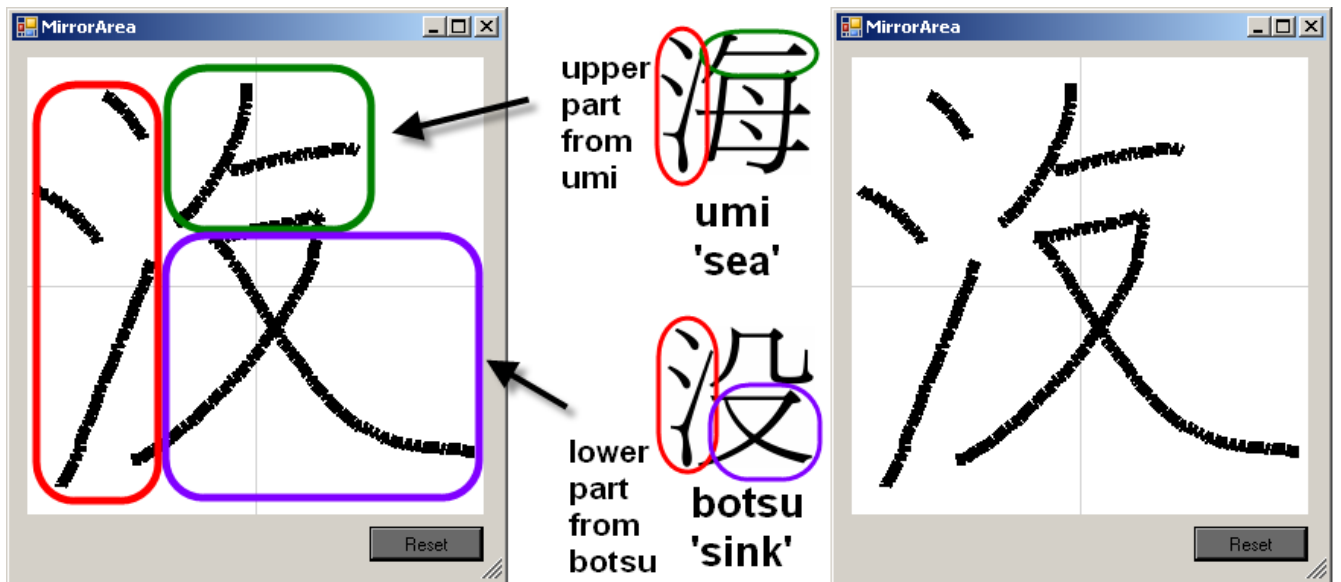 MirrorArea
Reset
upper
part
from
umi
海
umi
'sea'
lower
part
from
botsu
没
botsu
'sink'
MirrorArea
Reset